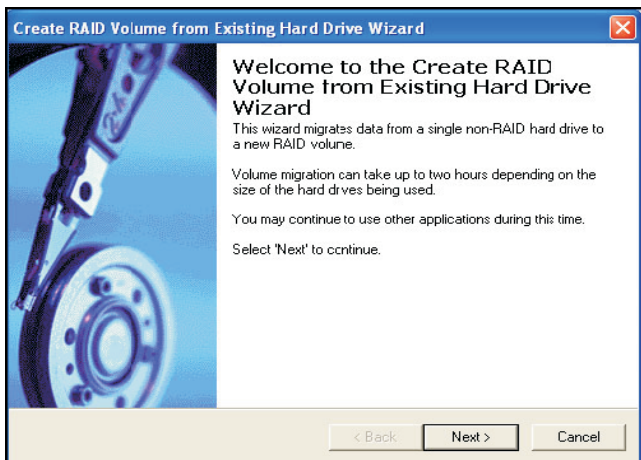 Create RAID Volume from Existing Hard Drive Wizard
Welcome to the Create RAID
Volume from Existing Hard Drive
Wizard
This wizard migrates data from a single non-RAID hard drive to
a new RAID volume.
Volume migration can take up to two hours depending on the
size of the hard drives being used.
You may continue to use other applications during this time.
Select 'Next' to continue.
< Back
Next >
Cancel